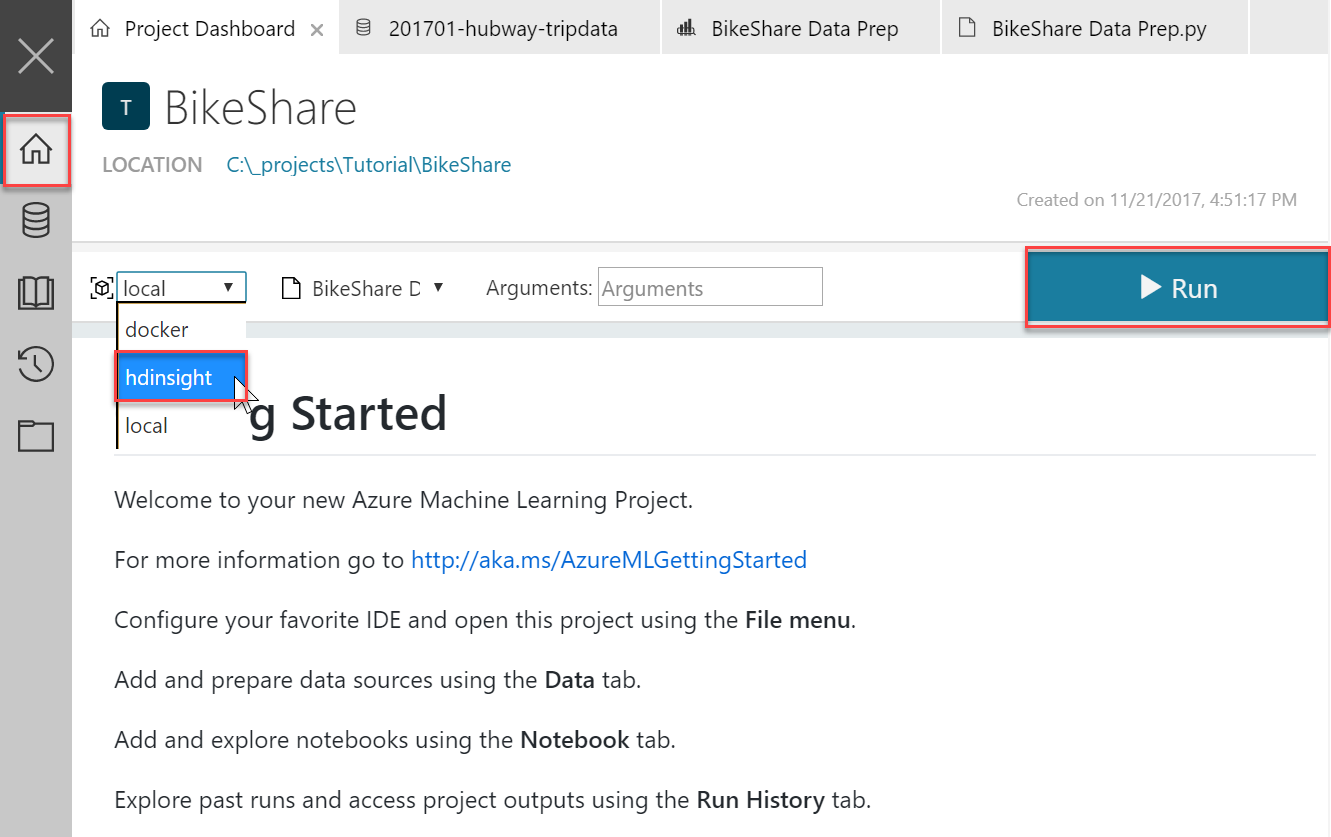 Project Dashboard
201701-hubway-tripdata
BikeShare Data Prep
BikeShare Data Prep.py
T BikeShare
LOCATION C:\_projects\Tutorial\BikeShare
Created on 11/21/2017, 4:51:17 PM
local BikeShare D Arguments: Arguments Run
docker
hdinsight
local
g Started
Welcome to your new Azure Machine Learning Project.
For more information go to http://aka.ms/AzureMLGettingStarted
Configure your favorite IDE and open this project using the File menu.
Add and prepare data sources using the Data tab.
Add and explore notebooks using the Notebook tab.
Explore past runs and access project outputs using the Run History tab.